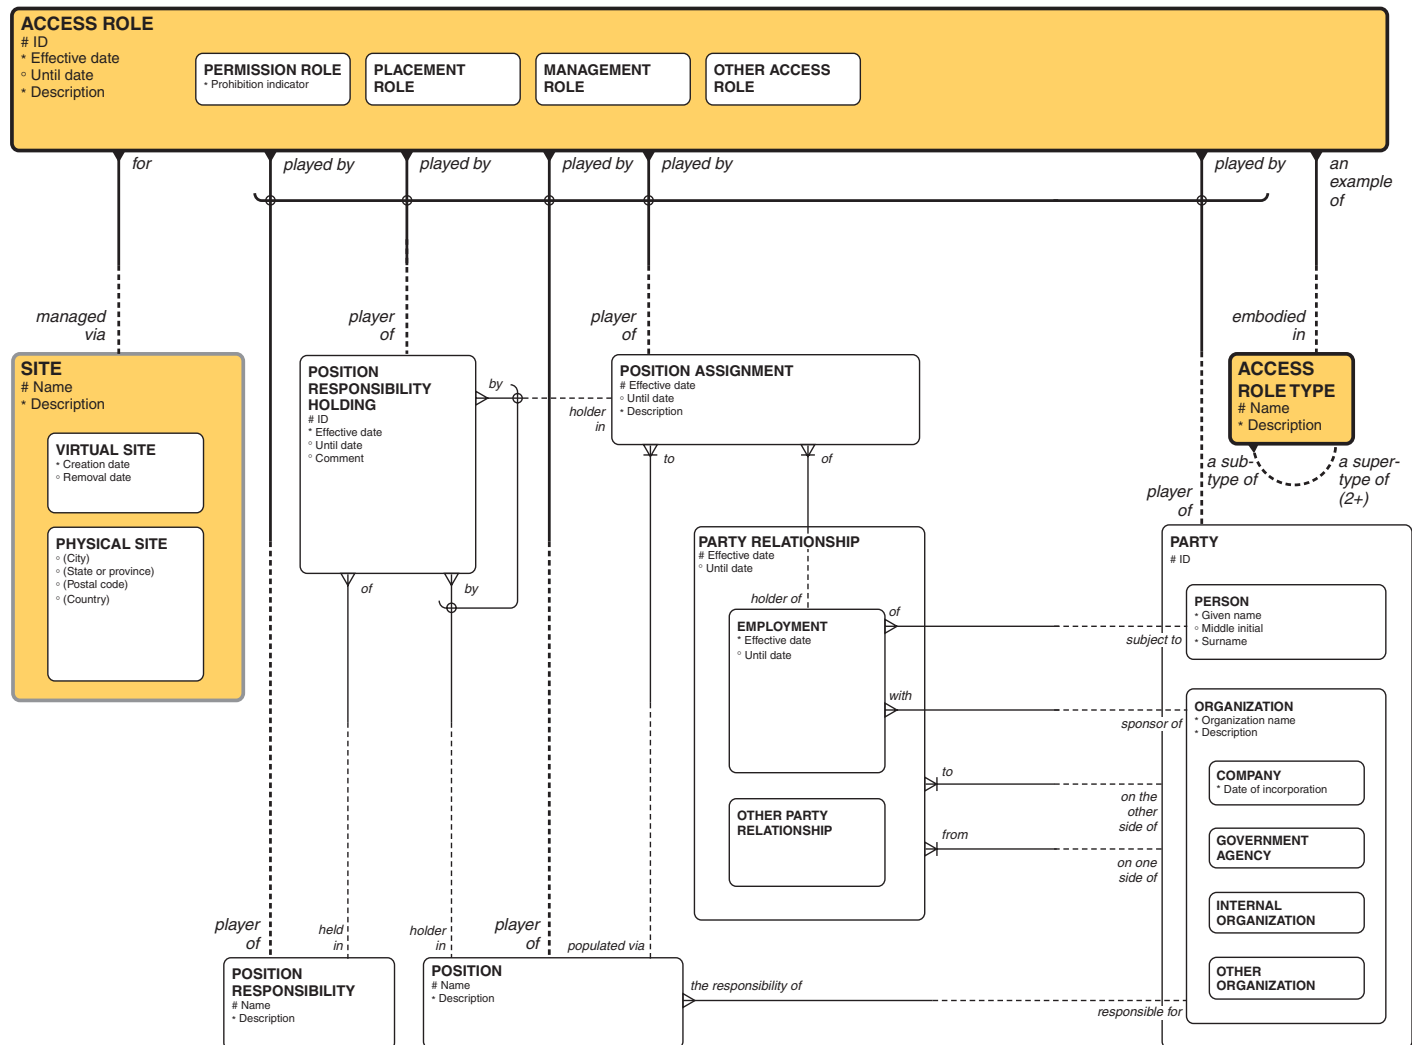 ACCESS ROLE
# ID
* Effective date
o Until date
* Description
PERMISSION ROLE
* Prohibition indicator
PLACEMENT
ROLE
MANAGEMENT
ROLE
OTHER ACCESS
ROLE
for
played by
played by
played by
played by
played by
an
example
of
managed
via
player
of
player
of
embodied
in
SITE
# Name
* Description
VIRTUAL SITE
* Creation date
o Removal date
PHYSICAL SITE
o (City)
o (State or province)
o (Postal code)
o (Country)
POSITION
RESPONSIBILITY
HOLDING
# ID
* Effective date
o Until date
o Comment
by
holder
in
POSITION ASSIGNMENT
# Effective date
o Until date
* Description
ACCESS
ROLE TYPE
# Name
* Description
a sub-
type of
a super-
type of
(2+)
to
of
player
of
of
by
PARTY RELATIONSHIP
# Effective date
o Until date
holder of
EMPLOYMENT
* Effective date
o Until date
of
subject to
with
sponsor of
OTHER PARTY
RELATIONSHIP
to
on the
other
side of
from
on one
side of
PARTY
# ID
PERSON
* Given name
o Middle initial
* Surname
ORGANIZATION
* Organization name
* Description
COMPANY
* Date of incorporation
GOVERNMENT
AGENCY
INTERNAL
ORGANIZATION
OTHER
ORGANIZATION
player
of
held
in
holder
in
player
of
populated via
POSITION
RESPONSIBILITY
# Name
* Description
POSITION
# Name
* Description
the responsibility of
responsible for